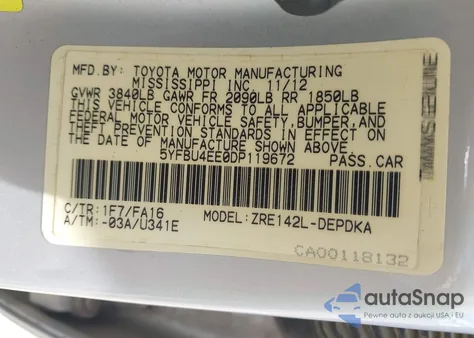 MFD.BY: TOYOTA MOTOR MANUFACTURING
MISSISSIPPI INC. 11/12
GVWR 3840LB GAWR FR 2090LB RR 1850LB
THIS VEHICLE CONFORMS TO ALL APPLICABLE
FEDERAL MOTOR VEHICLE SAFETY, BUMPER, AND
THEFT PREVENTION STANDARDS IN EFFECT ON
THE DATE OF MANUFACTURE SHOWN ABOVE.
5YFBU4EE0DP119672 PASS.CAR
C/TR: 1F7/FA16 MODEL: ZRE142L-DEPDKA
A/TM: -03A/U341E
CA00118132
autoSnap
Pewne auta z aukcji USA i EU